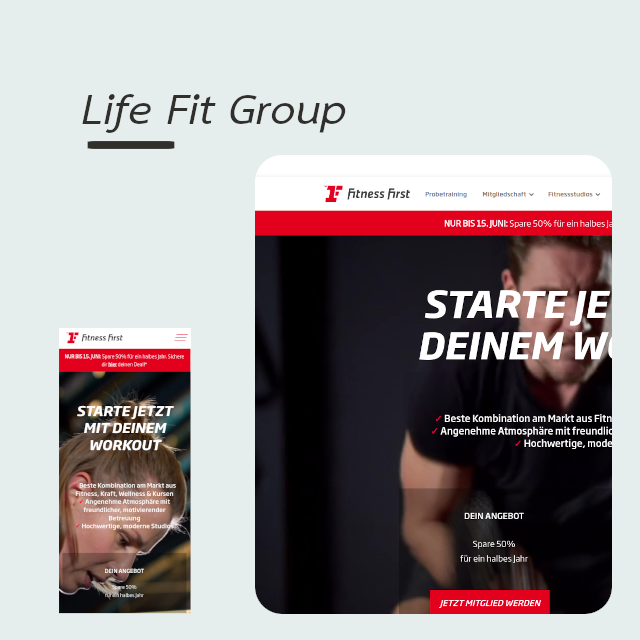 Life Fit Group
Fitness First
Probetraining Mitgliedschaft Fitnessstudios
NUR BIS 15. JUNI: Spare 50% für ein halbes Ja
STARTE JE
DEINEM WO
✓ Beste Kombination am Markt aus Fitn
✓ Angenehme Atmosphäre mit freundlic
✓ Hochwertige, mode
DEIN ANGEBOT
Spare 50%
für ein halbes Jahr
JETZT MITGLIED WERDEN
Fitness First
NUR BIS 15. JUNI: Spare 50% für ein halbes Jahr. Sichere
dir hier deinen Deal!*
STARTE JETZT
MIT DEINEM
WORKOUT
Beste Kombination am Markt aus
Fitness, Kraft, Wellness & Kursen
✓ Angenehme Atmosphäre mit
freundlicher, motivierender
Betreuung
✓ Hochwertige, moderne Studios
DEIN ANGEBOT
Spare 50%
für ein halbes Jahr